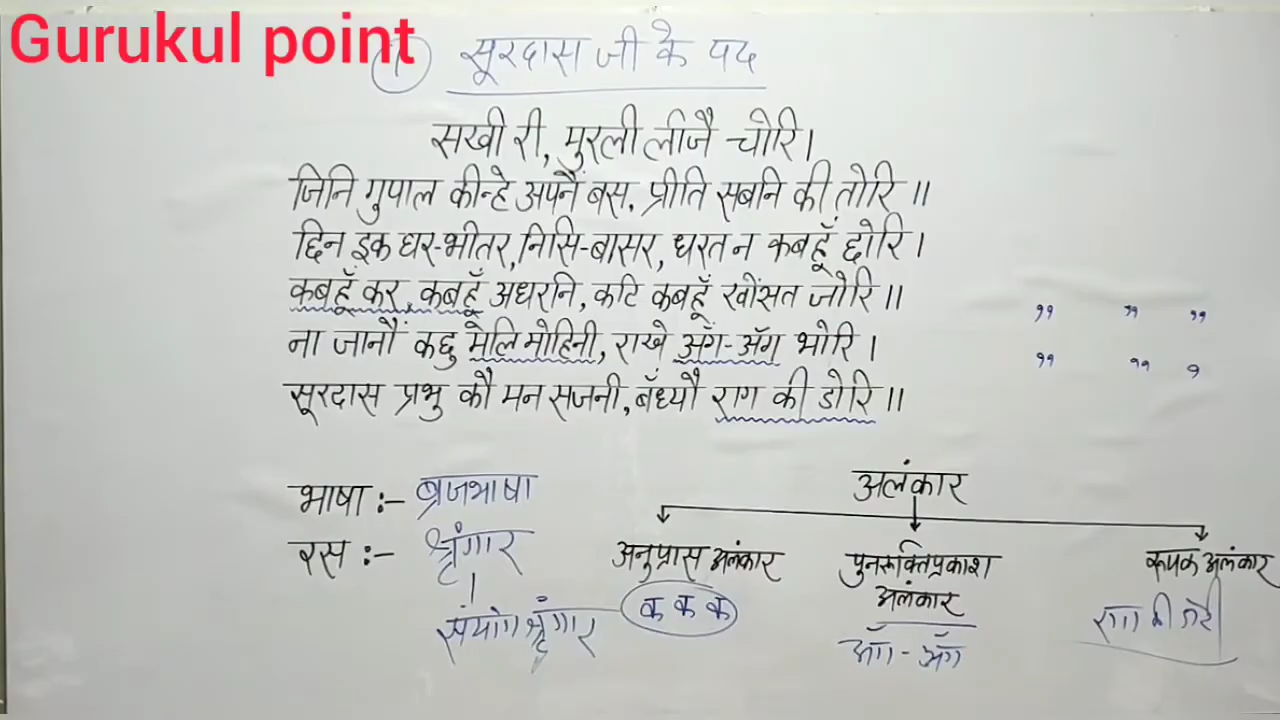 Gurukul point
① सूरदास जी के पद
सखी री, मुरली लीजै चोरि।
जिनि गुपाल कीन्हे अपनैं बस, प्रीति सबनि की तोरि॥
छिन इक घर-भीतर, निसि-बासर, धरत न कबहूँ छोरि।
कबहूँ कर, कबहूँ अधरनि, कटि कबहूँ खोंसत जोरि॥
ना जानौं कछु मेलि मोहिनी, राखे अँग-अँग भोरि।
सूरदास प्रभु कौ मन सजनी, बँध्यौ राग की डोरि॥
,, ,, ,,
,, ,, ,
भाषा :- ब्रजभाषा
रस :- श्रृंगार
संयोग श्रृंगार
अलंकार
अनुप्रास अलंकार पुनरुक्तिप्रकाश अलंकार रूपक अलंकार
क क क अँग-अँग राग की डोरी